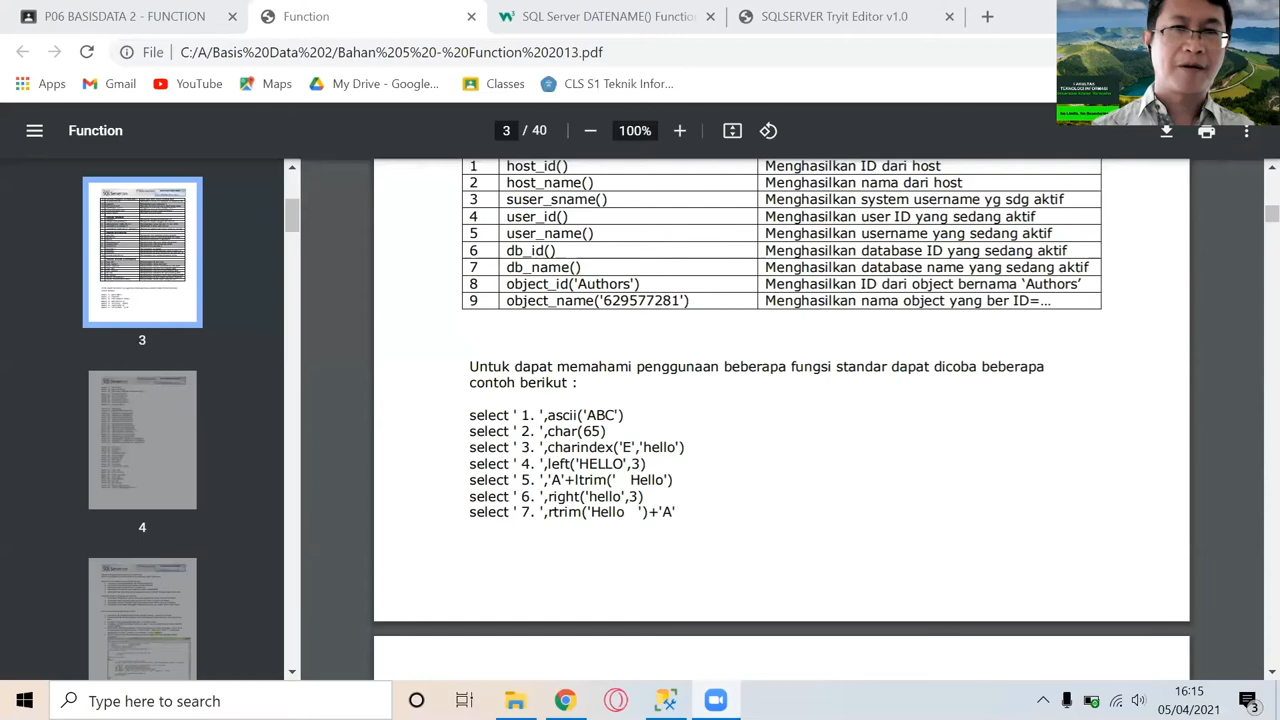 P06 BASISDATA 2 - FUNCTION
Function
SQL Server DATENAME() Functio
SQLSERVER Tryit Editor v1.0
File
C:/A/Basis%20Data%202/Bahan%205%20-%20Function%202013.pdf
Apps
Gmail
YouTube
Maps
My Drive - Google...
Classes
CLS S1 Teknik Infor...
FAKULTAS
TEKNOLOGI INFORMASI
Function
3 / 40
100%
1 host_id() Menghasilkan ID dari host
2 host_name() Menghasilkan nama dari host
3 suser_sname() Menghasilkan system username yg sdg aktif
4 user_id() Menghasilkan user ID yang sedang aktif
5 user_name() Menghasilkan username yang sedang aktif
6 db_id() Menghasilkan database ID yang sedang aktif
7 db_name() Menghasilkan database name yang sedang aktif
8 object_id('Authors') Menghasilkan ID dari object bernama 'Authors'
9 object_name('629577281') Menghasilkan nama object yang ber ID=...
Untuk dapat memahami penggunaan beberapa fungsi standar dapat dicoba beberapa
contoh berikut :
select ' 1. ',ascii('ABC')
select ' 2. ',char(65)
select ' 3. ',charindex('E','hello')
select ' 4. ',left('HELLO',3)
select ' 5. ','A'+ltrim('   Hello')
select ' 6. ',right('hello',3)
select ' 7. ',rtrim('Hello   ')+'A'
3
4
Type here to search
16:15
05/04/2021
3